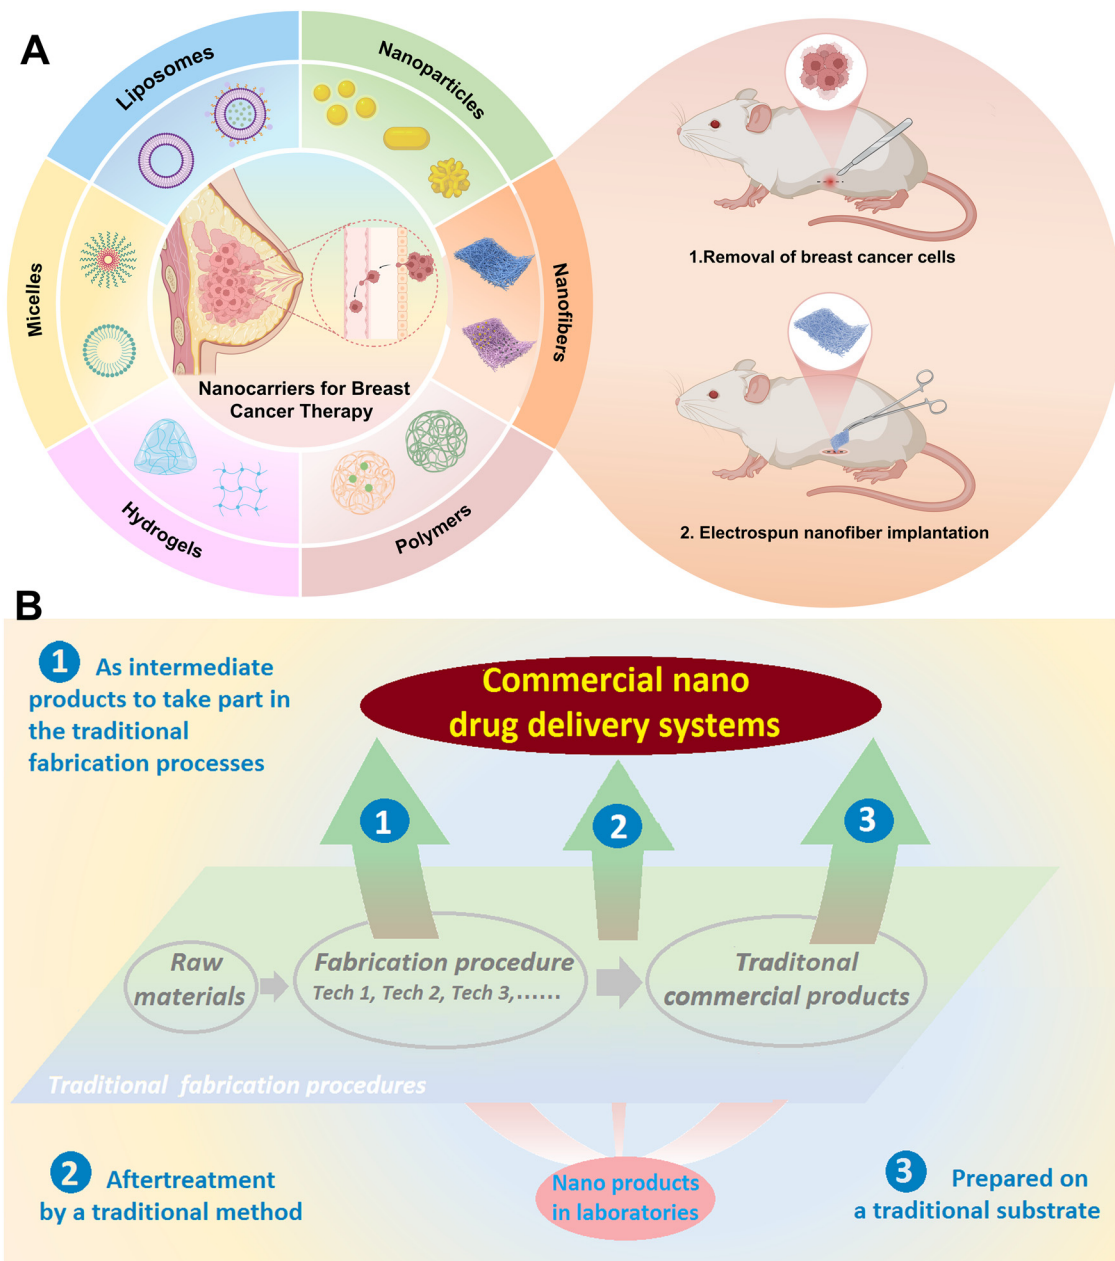 A
Liposomes
Nanoparticles
Micelles
Nanofibers
Hydrogels
Polymers
Nanocarriers for Breast
Cancer Therapy
1.Removal of breast cancer cells
2. Electrospun nanofiber implantation
B
1 As intermediate
products to take part in
the traditional
fabrication processes
Commercial nano
drug delivery systems
1
2
3
Raw
materials
Fabrication procedure
Tech 1, Tech 2, Tech 3,......
Traditonal
commercial products
Traditional fabrication procedures
2 Aftertreatment
by a traditional method
Nano products
in laboratories
3 Prepared on
a traditional substrate